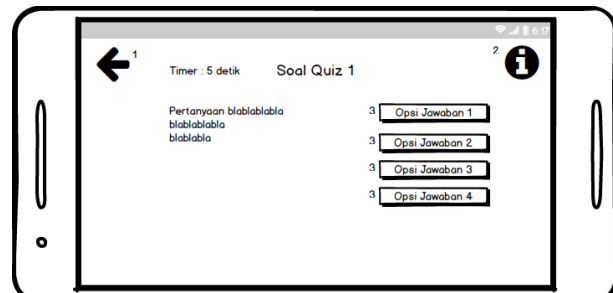 6:17
1
2
Timer : 5 detik
Soal Quiz 1
Pertanyaan blablablabla
blablablabla
blablabla
3 Opsi Jawaban 1
3 Opsi Jawaban 2
3 Opsi Jawaban 3
3 Opsi Jawaban 4